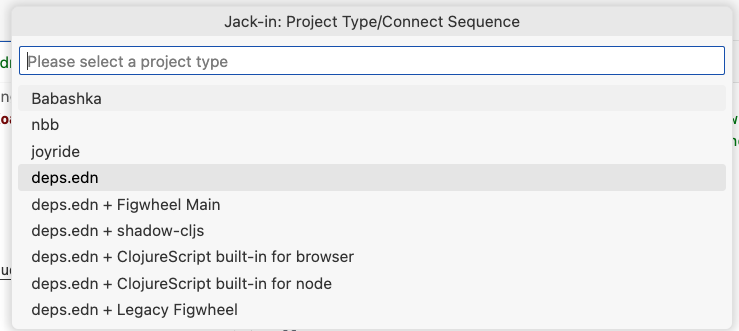 Jack-in: Project Type/Connect Sequence
Please select a project type
Babashka
nbb
joyride
deps.edn
deps.edn + Figwheel Main
deps.edn + shadow-cljs
deps.edn + ClojureScript built-in for browser
deps.edn + ClojureScript built-in for node
deps.edn + Legacy Figwheel